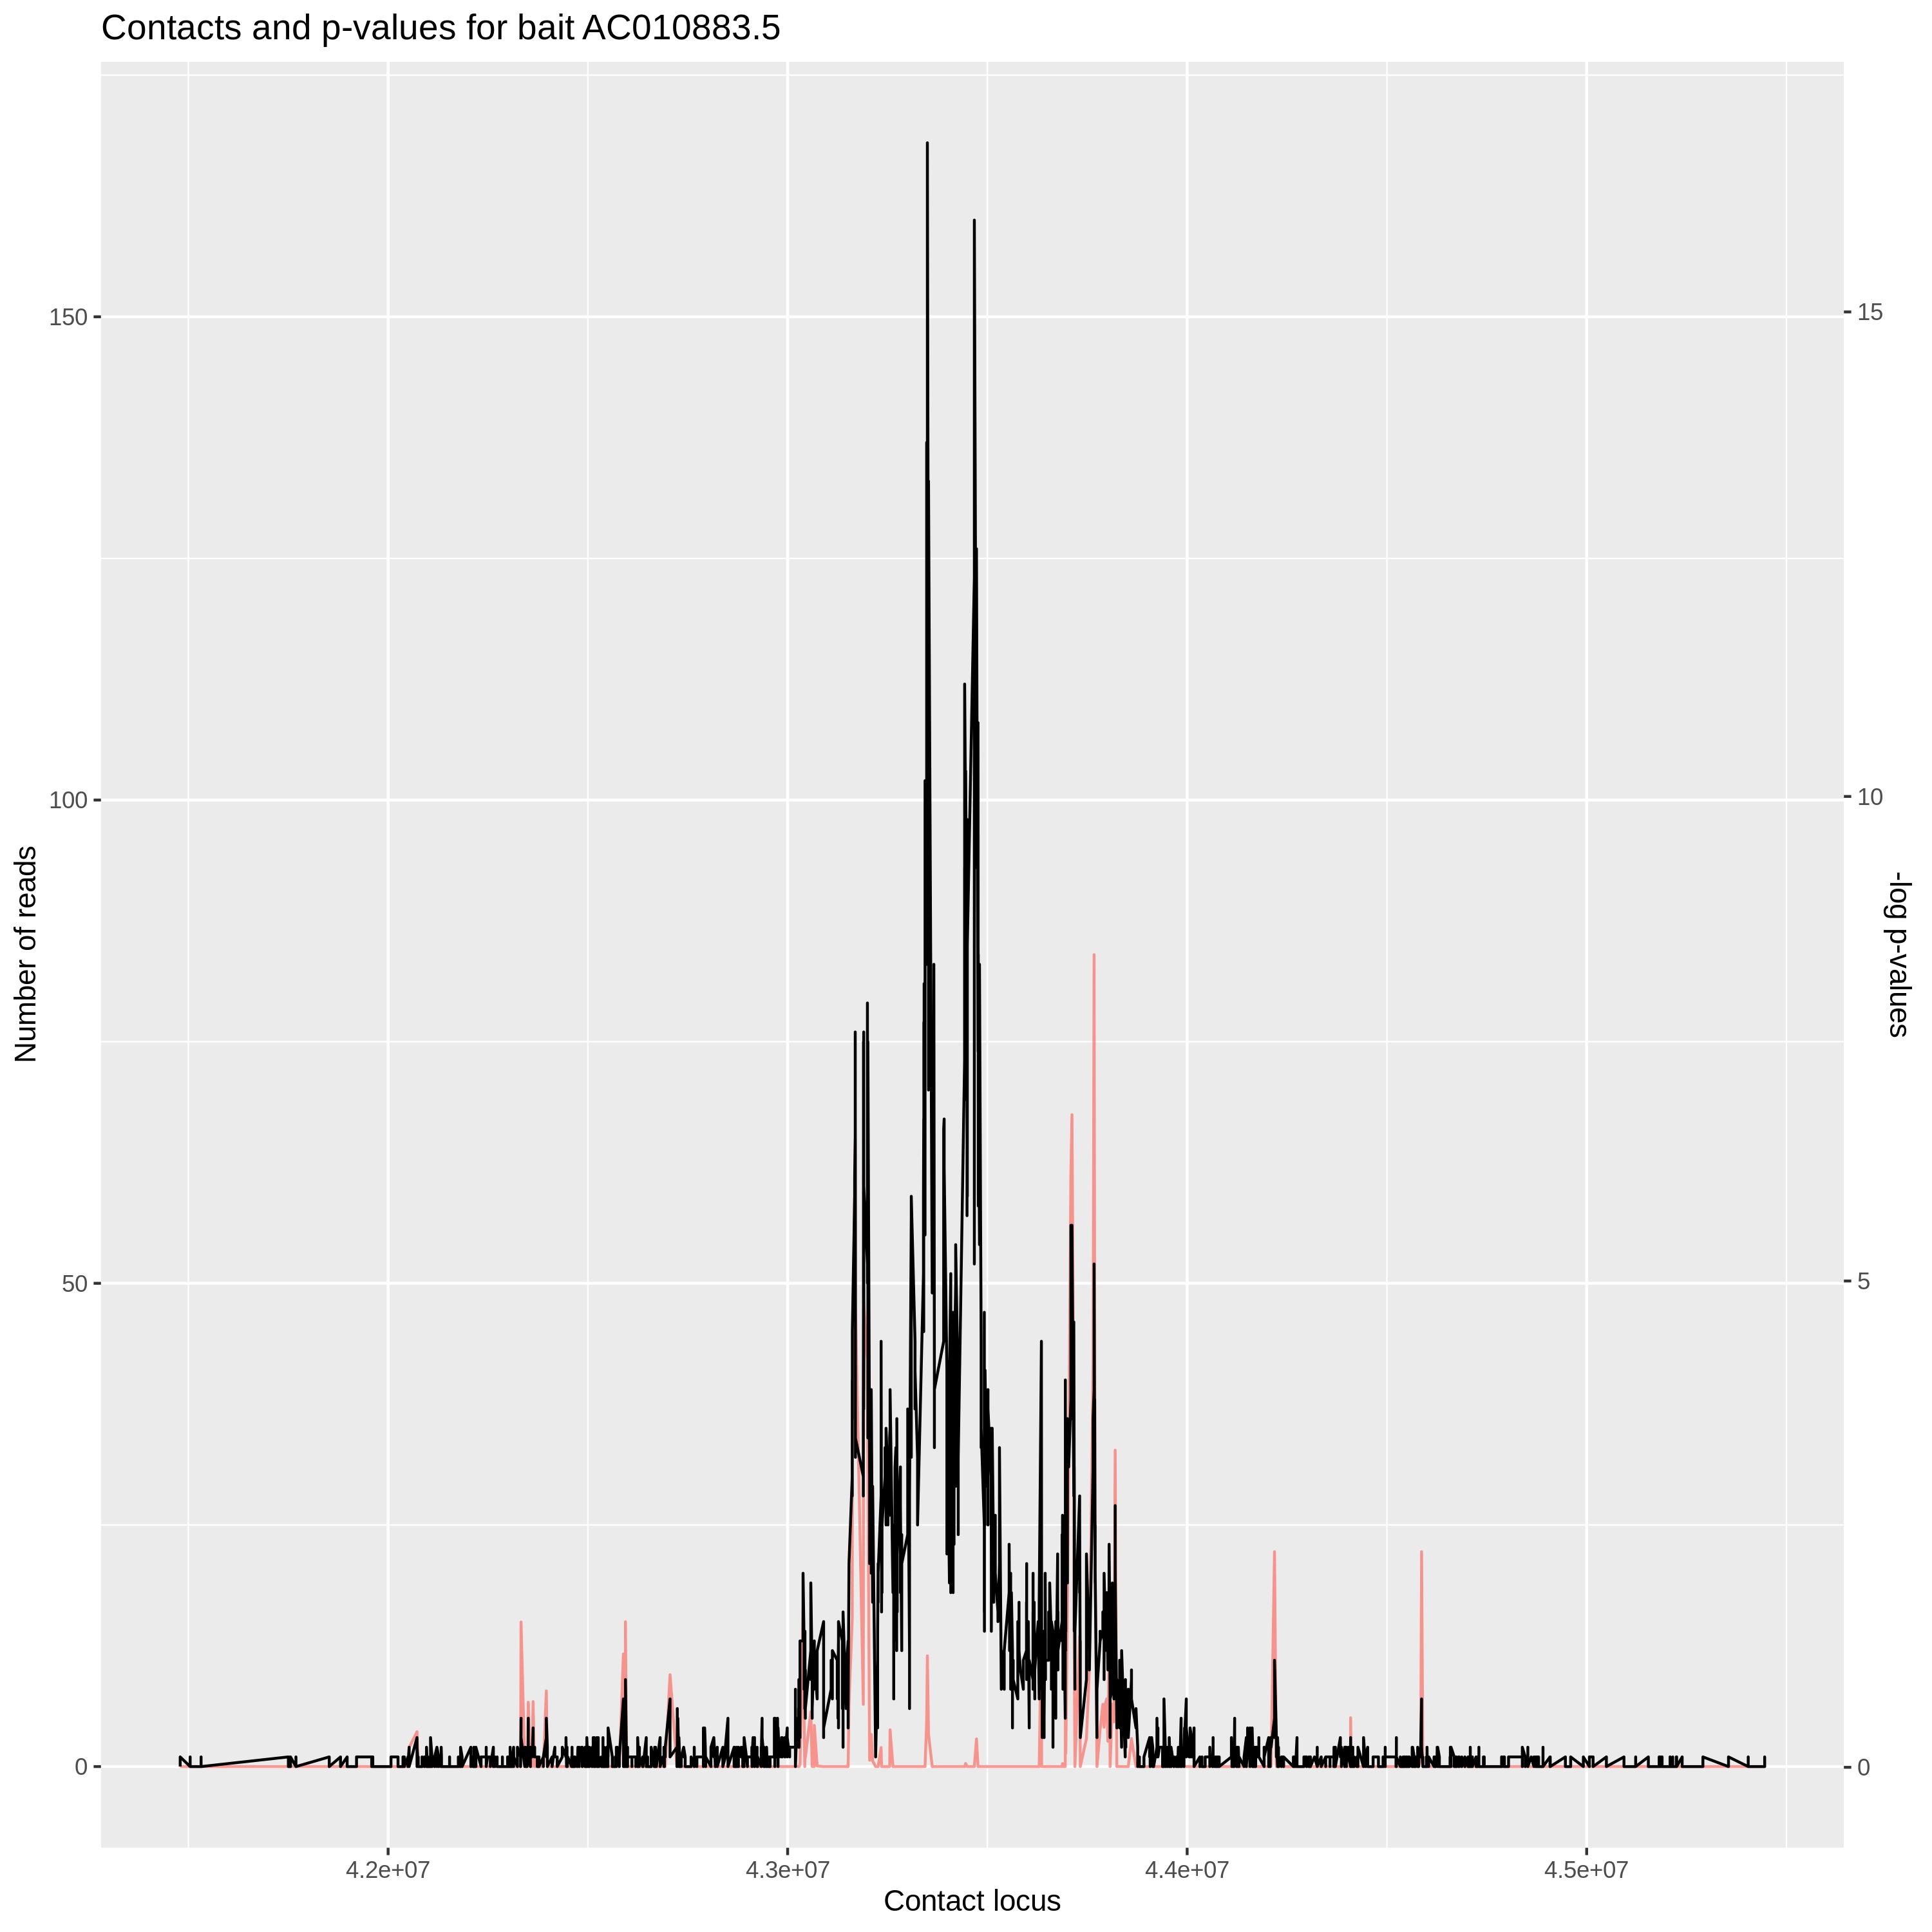 Contacts and p-values for bait AC010883.5
150
100
50
0
Number of reads
15
10
5
0
-log p-values
4.2e+07
4.3e+07
4.4e+07
4.5e+07
Contact locus